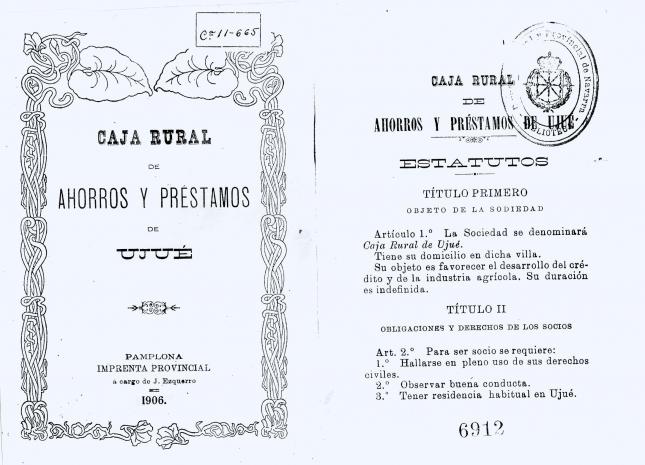 Cª 11-665
CAJA RURAL
DE
AHORROS Y PRÉSTAMOS
DE
UJUÉ
PAMPLONA
IMPRENTA PROVINCIAL
a cargo de J. Ezquerro
1906.
Provincial de Navarra
BIBLIOTECA
CAJA RURAL
DE
AHORROS Y PRÉSTAMOS DE UJUÉ
ESTATUTOS
TÍTULO PRIMERO
OBJETO DE LA SODIEDAD
Artículo 1.º La Sociedad se denominará
Caja Rural de Ujué.
Tiene su domicilio en dicha villa.
Su objeto es favorecer el desarrollo del cré-
dito y de la industria agrícola. Su duración
es indefinida.
TÍTULO II
OBLIGACIONES Y DERECHOS DE LOS SOCIOS
Art. 2.º Para ser socio se requiere:
1.º Hallarse en pleno uso de sus derechos
civiles.
2.º Observar buena conducta.
3.º Tener residencia habitual en Ujué.
6912